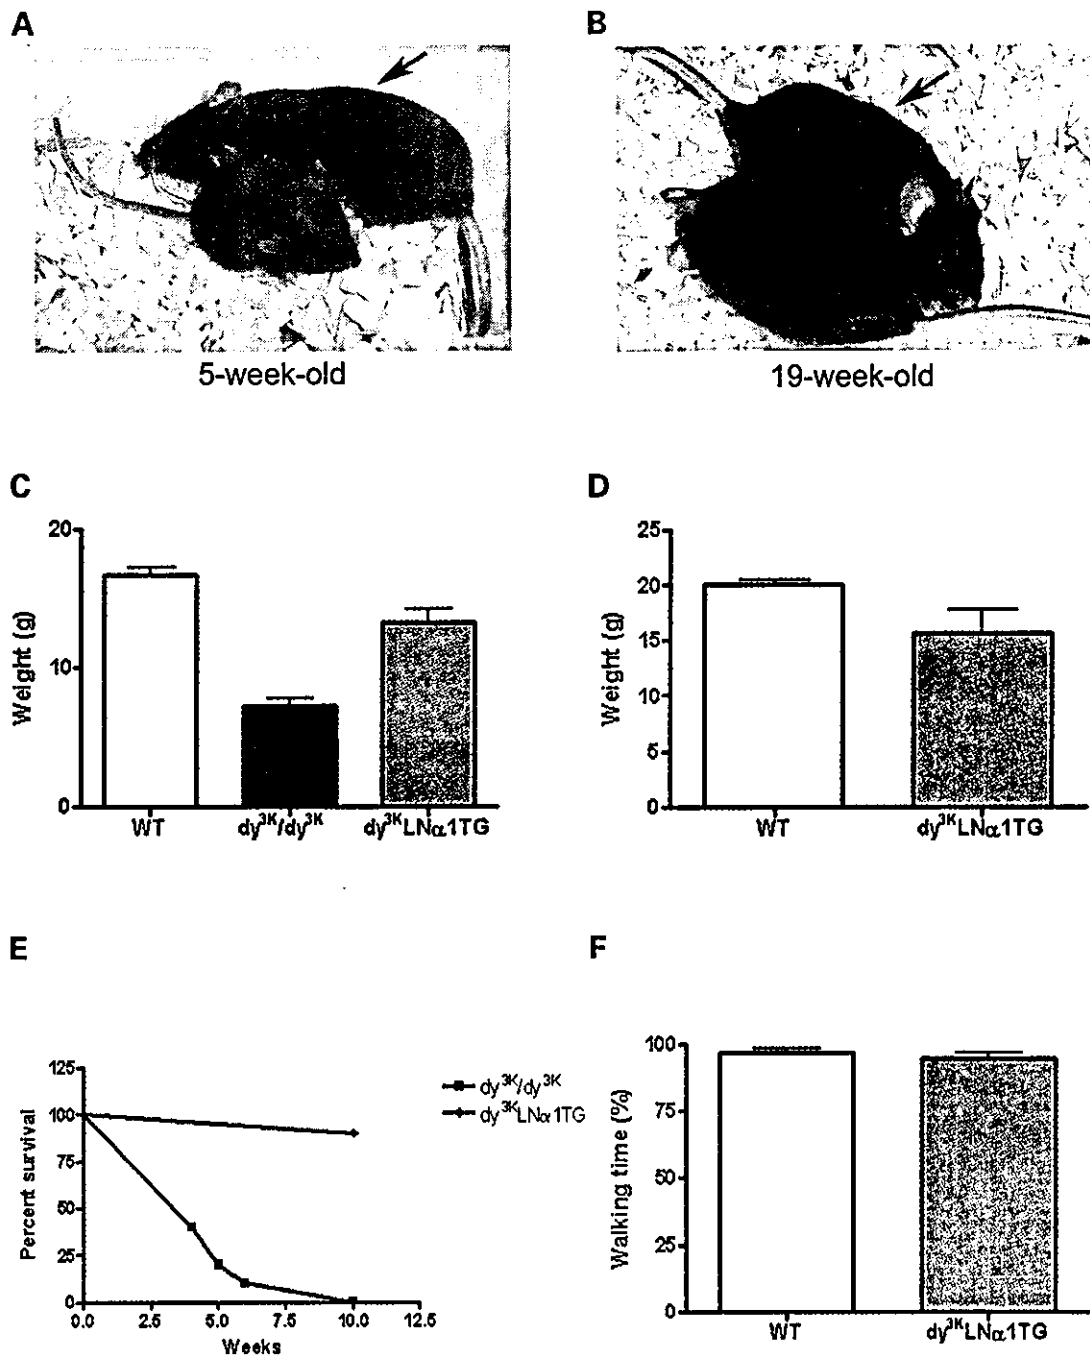 A
B
5-week-old
19-week-old
C
D
20
10
0
Weight (g)
WT
dy3K/dy3K
dy3KLNα1TG
25
20
15
10
5
0
Weight (g)
WT
dy3KLNα1TG
E
F
125
100
75
50
25
0
Percent survival
0.0 2.5 5.0 7.5 10.0 12.5
Weeks
dy3K/dy3K
dy3KLNα1TG
100
75
50
25
0
Walking time (%)
WT
dy3KLNα1TG